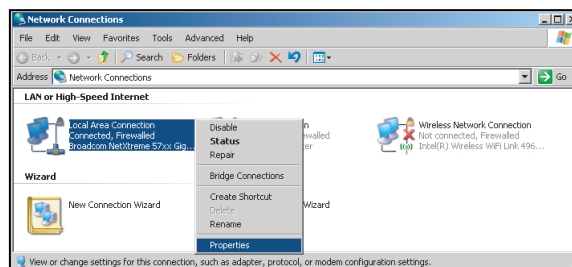 Network Connections
File Edit View Favorites Tools Advanced Help
Back Search Folders
Address Network Connections Go
LAN or High-Speed Internet
Local Area Connection
Connected, Firewalled
Broadcom NetXtreme 57xx Gig...
Disable
Status
Repair
Bridge Connections
Create Shortcut
Delete
Rename
Properties
Wireless Network Connection
Not connected, Firewalled
Intel(R) Wireless WiFi Link 496...
Wizard
New Connection Wizard
Wizard
View or change settings for this connection, such as adapter, protocol, or modem configuration settings.